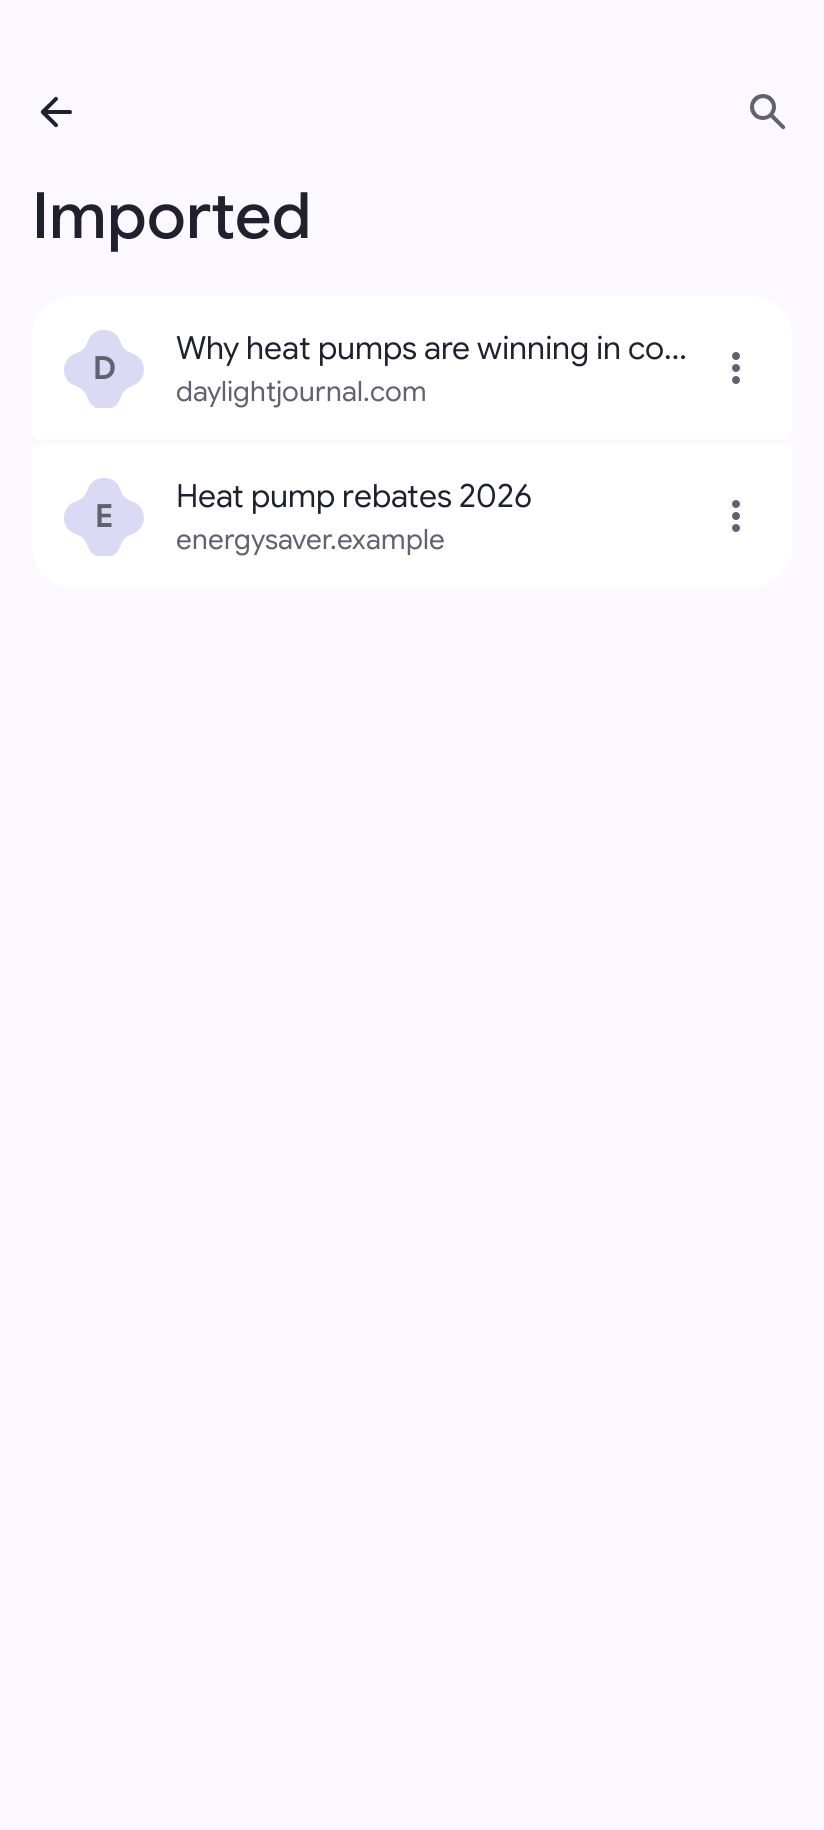 Imported
D
Why heat pumps are winning in co...
daylightjournal.com
E
Heat pump rebates 2026
energysaver.example